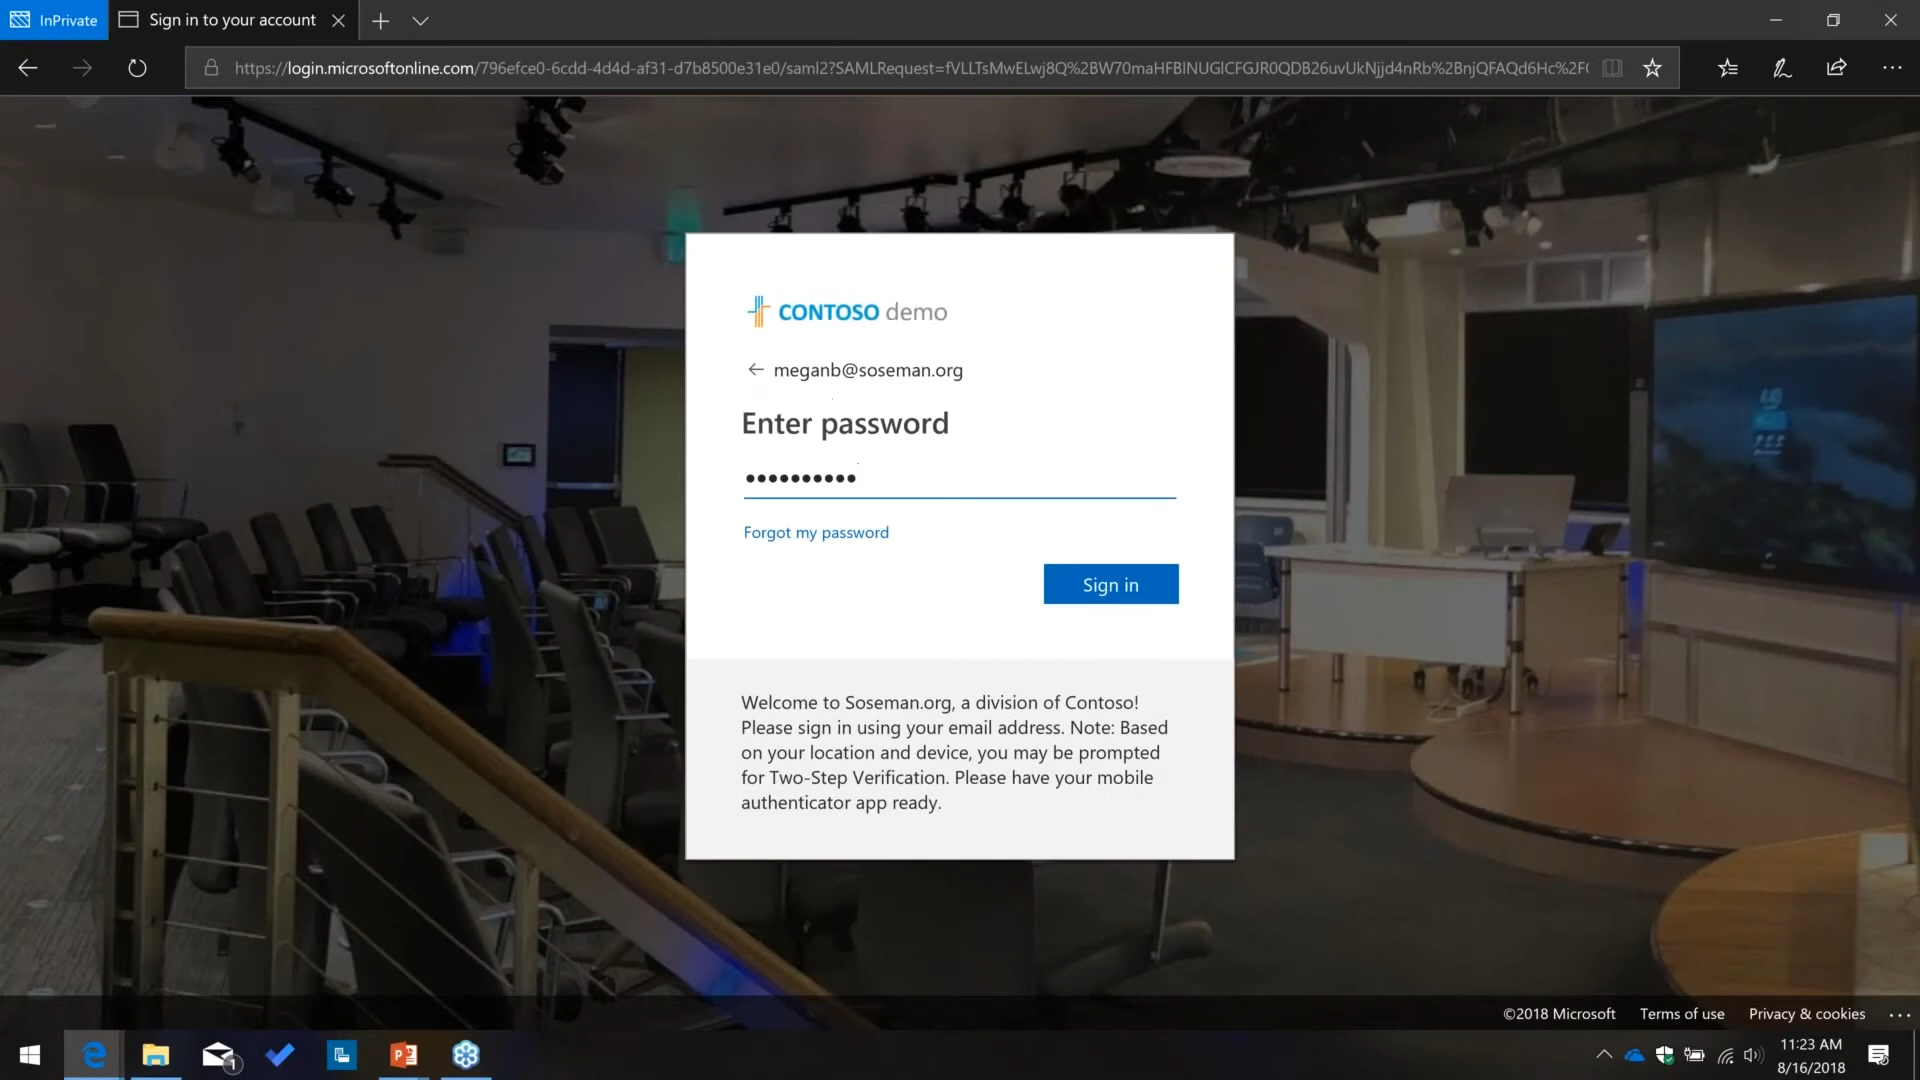 InPrivate
Sign in to your account
https://login.microsoftonline.com/796efce0-6cdd-4d4d-af31-d7b8500e31e0/saml2?SAMLRequest=fVLLTsMwELwj8Q%2BW70maHFBlNUGlCFGJR0QDB26uvUkNjjd4nRb%2BnjQFAQd6Hc%2F
CONTOSO demo
meganb@soseman.org
Enter password
Forgot my password
Sign in
Welcome to Soseman.org, a division of Contoso!
Please sign in using your email address. Note: Based
on your location and device, you may be prompted
for Two-Step Verification. Please have your mobile
authenticator app ready.
©2018 Microsoft
Terms of use
Privacy & cookies
1
11:23 AM
8/16/2018